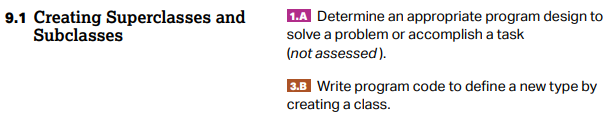 9.1 Creating Superclasses and
Subclasses
1.A Determine an appropriate program design to
solve a problem or accomplish a task
(not assessed).
3.B Write program code to define a new type by
creating a class.